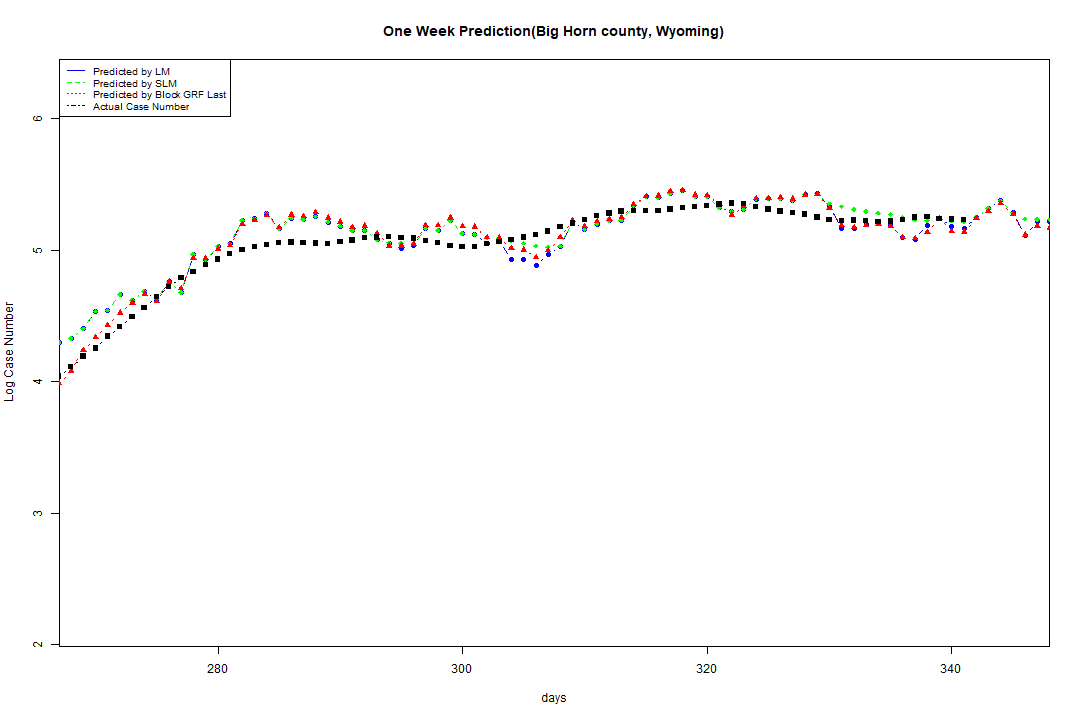 One Week Prediction(Big Horn county, Wyoming)
Predicted by LM
Predicted by SLM
Predicted by Block GRF Last
Actual Case Number
6
5
4
3
2
Log Case Number
280 300 320 340
days